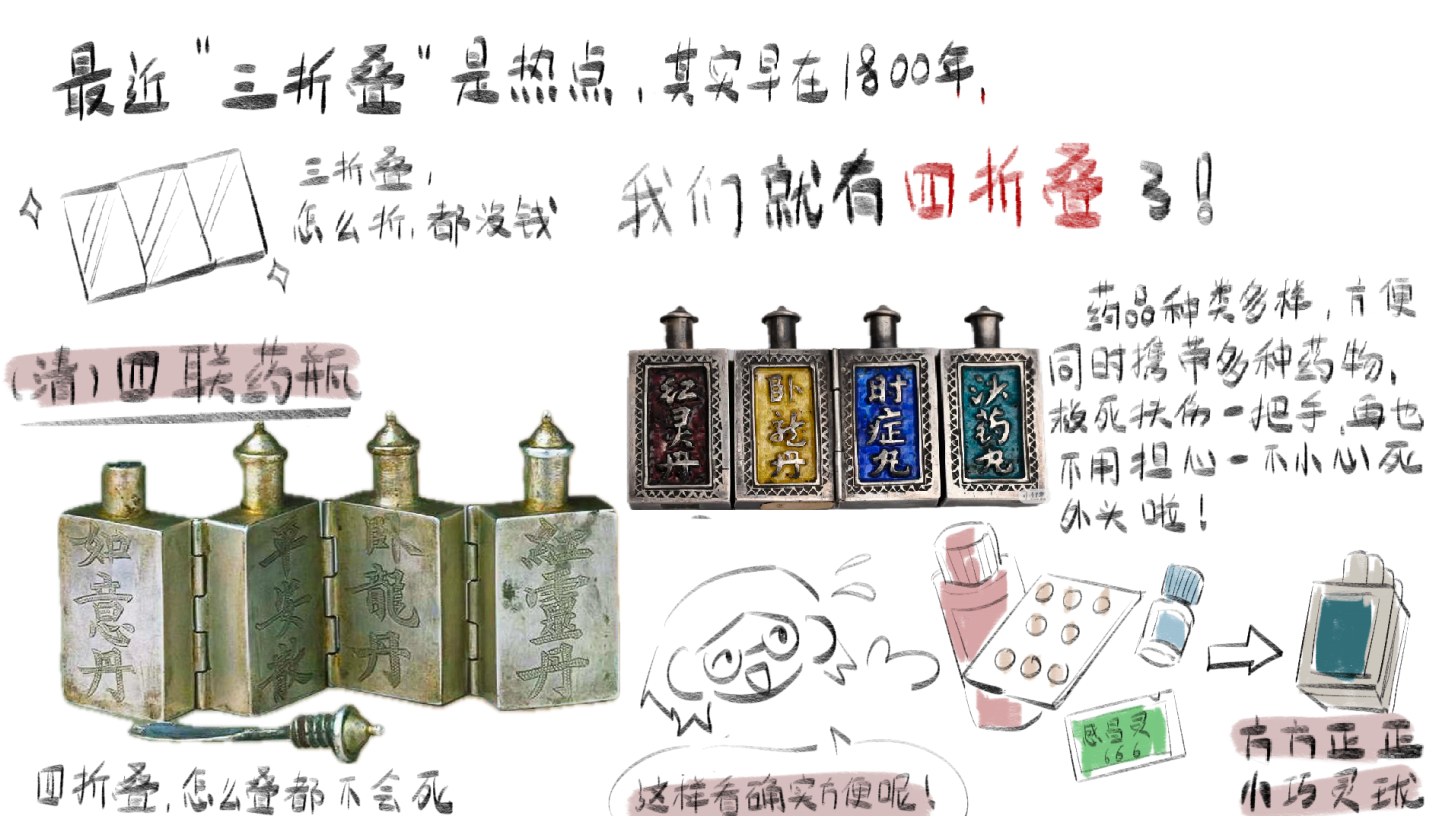 最近“三折叠”是热点，其实早在1800年，
我们就有四折叠了！
三折叠，
怎么折，都没钱
(清)四联药瓶
如意丹
平安水
卧龍丹
红靈丹
四折叠，怎么叠都不会死
红灵丹
卧龙丹
时症丸
沙药丸
药品种类多样，方便
同时携带多种药物，
救死扶伤一把手，再也
不用担心一不小心死
外头啦！
这样看确实方便呢！
感冒灵
666
方方正正
小巧灵珑